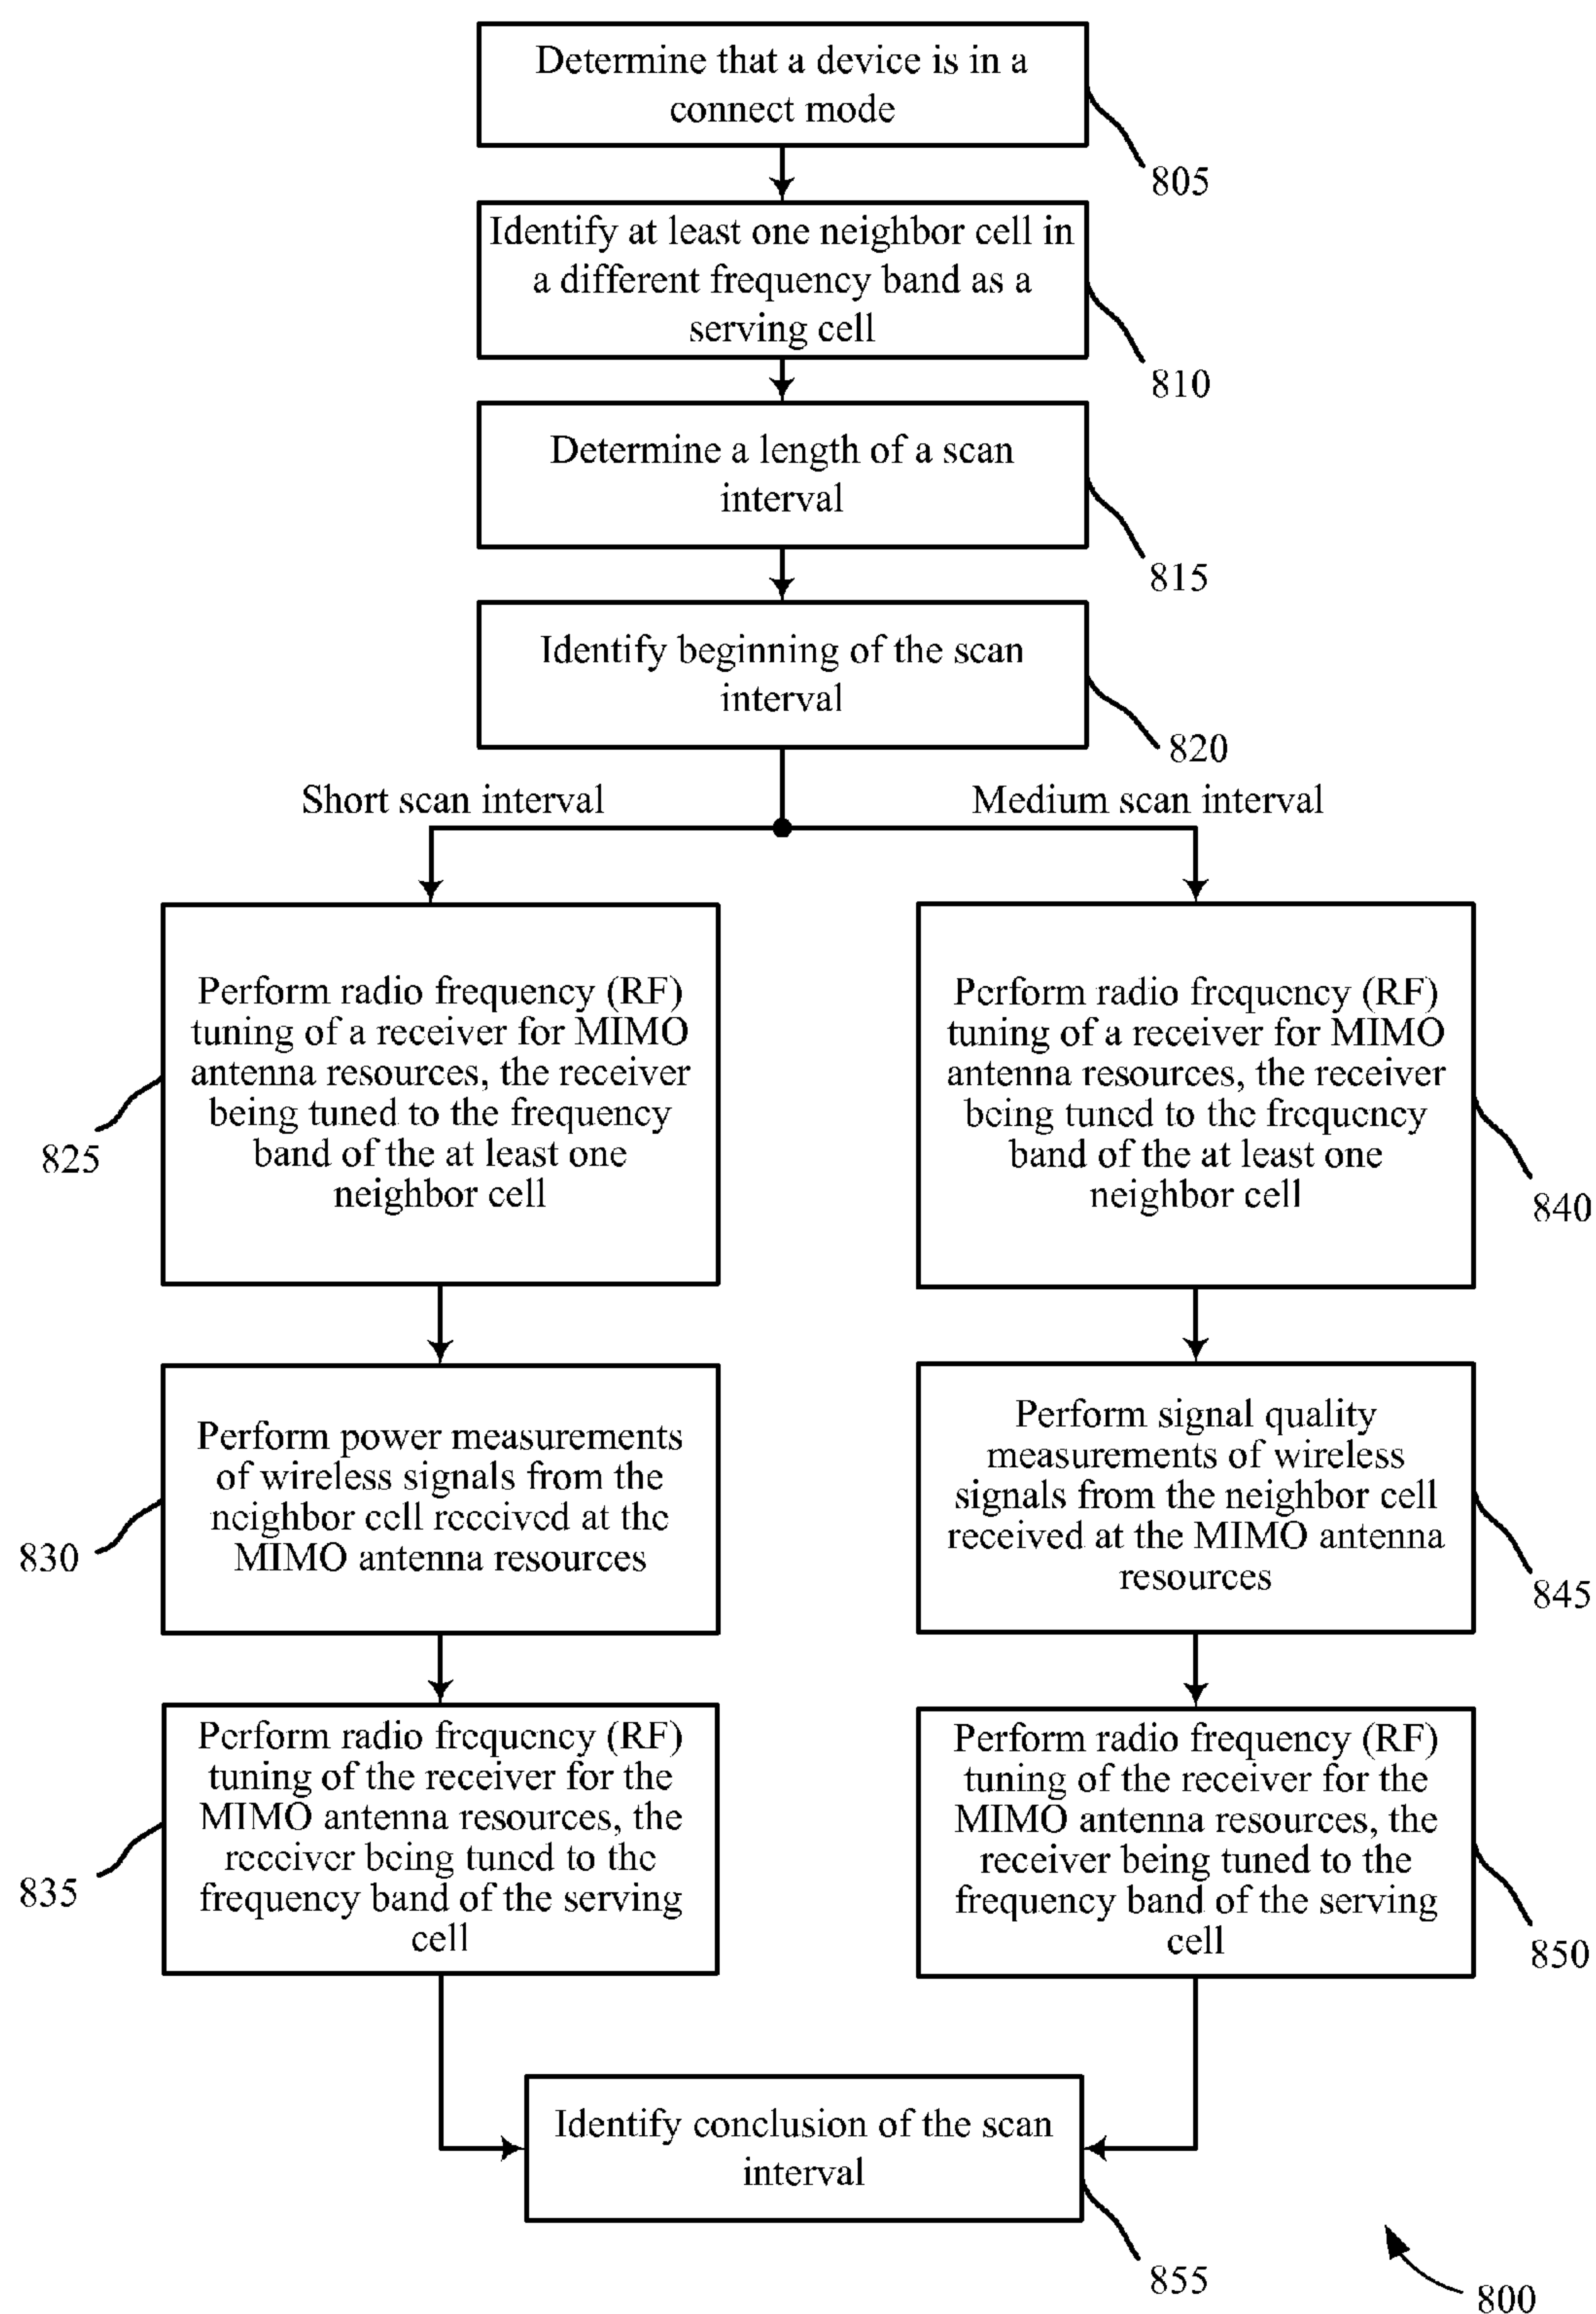 Determine that a device is in a
connect mode
805
Identify at least one neighbor cell in
a different frequency band as a
serving cell
810
Determine a length of a scan
interval
815
Identify beginning of the scan
interval
820
Short scan interval
Medium scan interval
Perform radio frequency (RF)
tuning of a receiver for MIMO
antenna resources, the receiver
being tuned to the frequency
band of the at least one
neighbor cell
825
Perform radio frequency (RF)
tuning of a receiver for MIMO
antenna resources, the receiver
being tuned to the frequency
band of the at least one
neighbor cell
840
Perform power measurements
of wireless signals from the
neighbor cell received at the
MIMO antenna resources
830
Perform signal quality
measurements of wireless
signals from the neighbor cell
received at the MIMO antenna
resources
845
Perform radio frequency (RF)
tuning of the receiver for the
MIMO antenna resources, the
receiver being tuned to the
frequency band of the serving
cell
835
Perform radio frequency (RF)
tuning of the receiver for the
MIMO antenna resources, the
receiver being tuned to the
frequency band of the serving
cell
850
Identify conclusion of the scan
interval
855
800